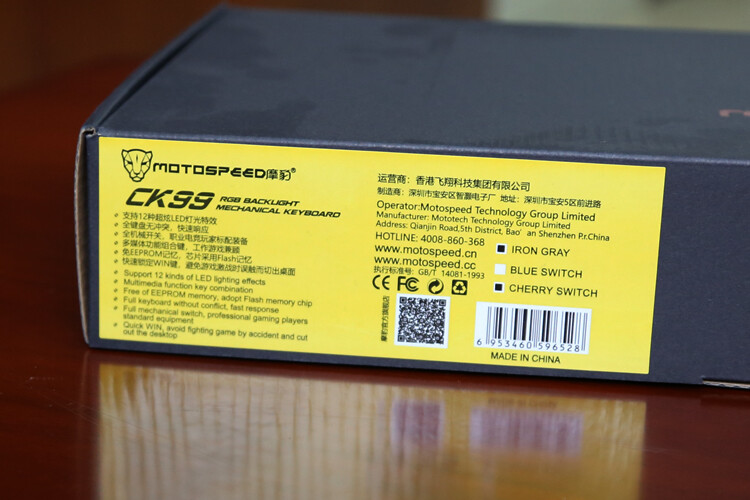 MOTOSPEED摩豹®
CK99 RGB BACKLIGHT
MECHANICAL KEYBOARD
支持12种超炫LED灯光特效
全键盘无冲突，快速响应
全机械开关，职业电竞玩家标配装备
多媒体功能组合键，工作游戏兼顾
免EEPROM记忆，芯片采用Flash记忆
快速锁定WIN键，避免游戏激战时误触而切出桌面
Support 12 kinds of LED lighting effects
Multimedia function key combination
Free of EEPROM memory, adopt Flash memory chip
Full keyboard without conflict, fast response
Full mechanical switch, professional gaming players
standard equipment
Quick WIN, avoid fighting game by accident and cut
out the desktop
运营商：香港飞翔科技集团有限公司
制造商：深圳市宝安区智灏电子厂 地址：深圳市宝安5区前进路
Operator:Motospeed Technology Group Limited
Manufacturer: Mototech Technology Group Limited
Address: Qianjin Road,5th District, Bao'an Shenzhen Pr.China
HOTLINE: 4008-860-368
www.motospeed.cn
www.motospeed.cc
执行标准号: GB/T 14081-1993
CE FC
摩豹官方旗舰店
IRON GRAY
BLUE SWITCH
CHERRY SWITCH
6 953460 596528
MADE IN CHINA